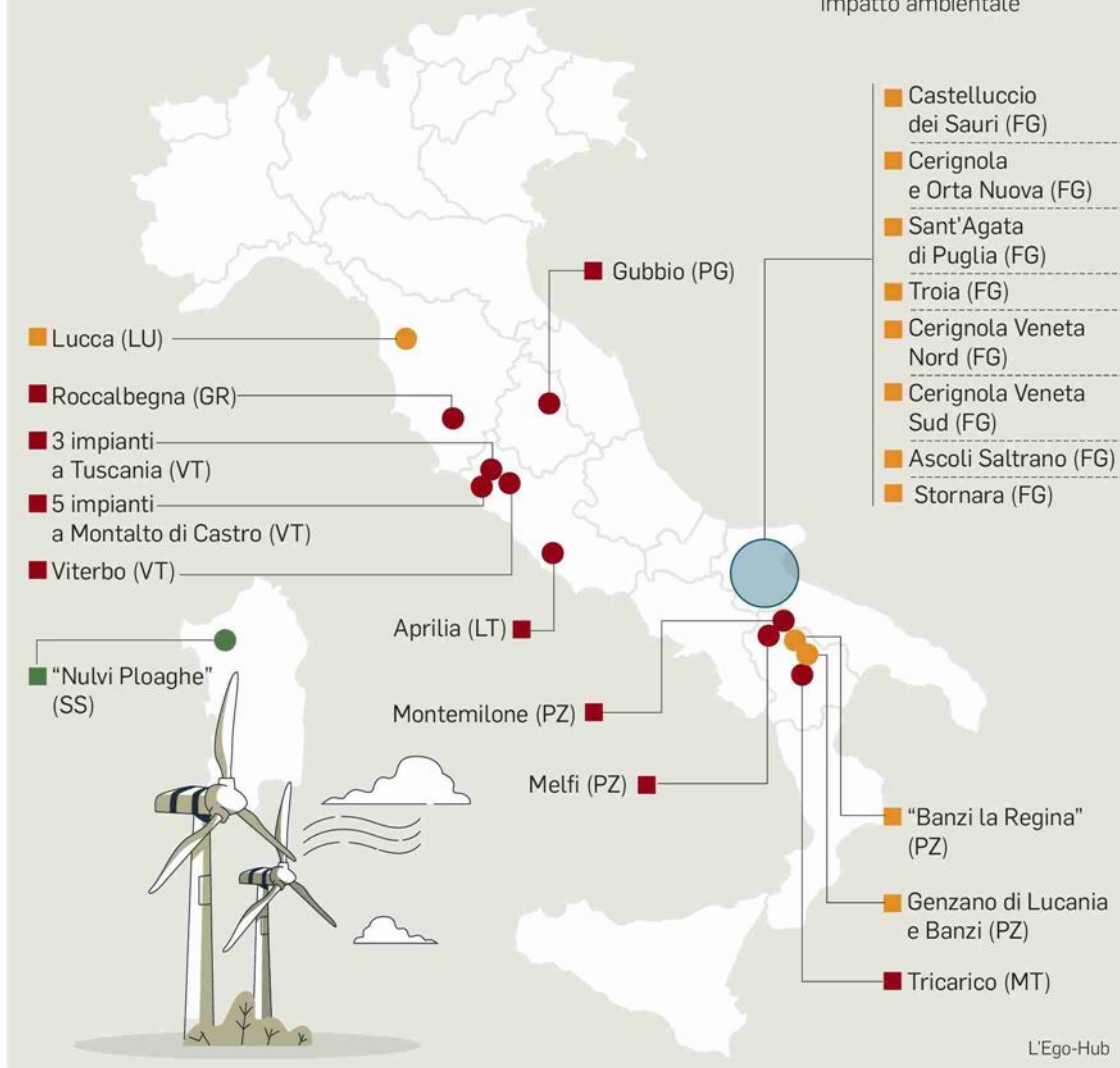 Impatto ambientale
Castelluccio
dei Sauri (FG)
Cerignola
e Orta Nuova (FG)
Sant'Agata
di Puglia (FG)
Troia (FG)
Cerignola Veneta
Nord (FG)
Cerignola Veneta
Sud (FG)
Ascoli Saltrano (FG)
Stornara (FG)
Gubbio (PG)
Lucca (LU)
Roccalbegna (GR)
3 impianti
a Tuscania (VT)
5 impianti
a Montalto di Castro (VT)
Viterbo (VT)
Aprilia (LT)
"Nulvi Ploaghe"
(SS)
Montemilone (PZ)
Melfi (PZ)
"Banzi la Regina"
(PZ)
Genzano di Lucania
e Banzi (PZ)
Tricarico (MT)
L'Ego-Hub